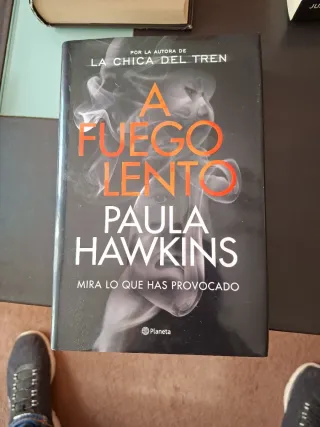 POR LA AUTORA DE
LA CHICA DEL TREN
A
FUEGO
LENTO
PAULA
HAWKINS
MIRA LO QUE HAS PROVOCADO
Planeta